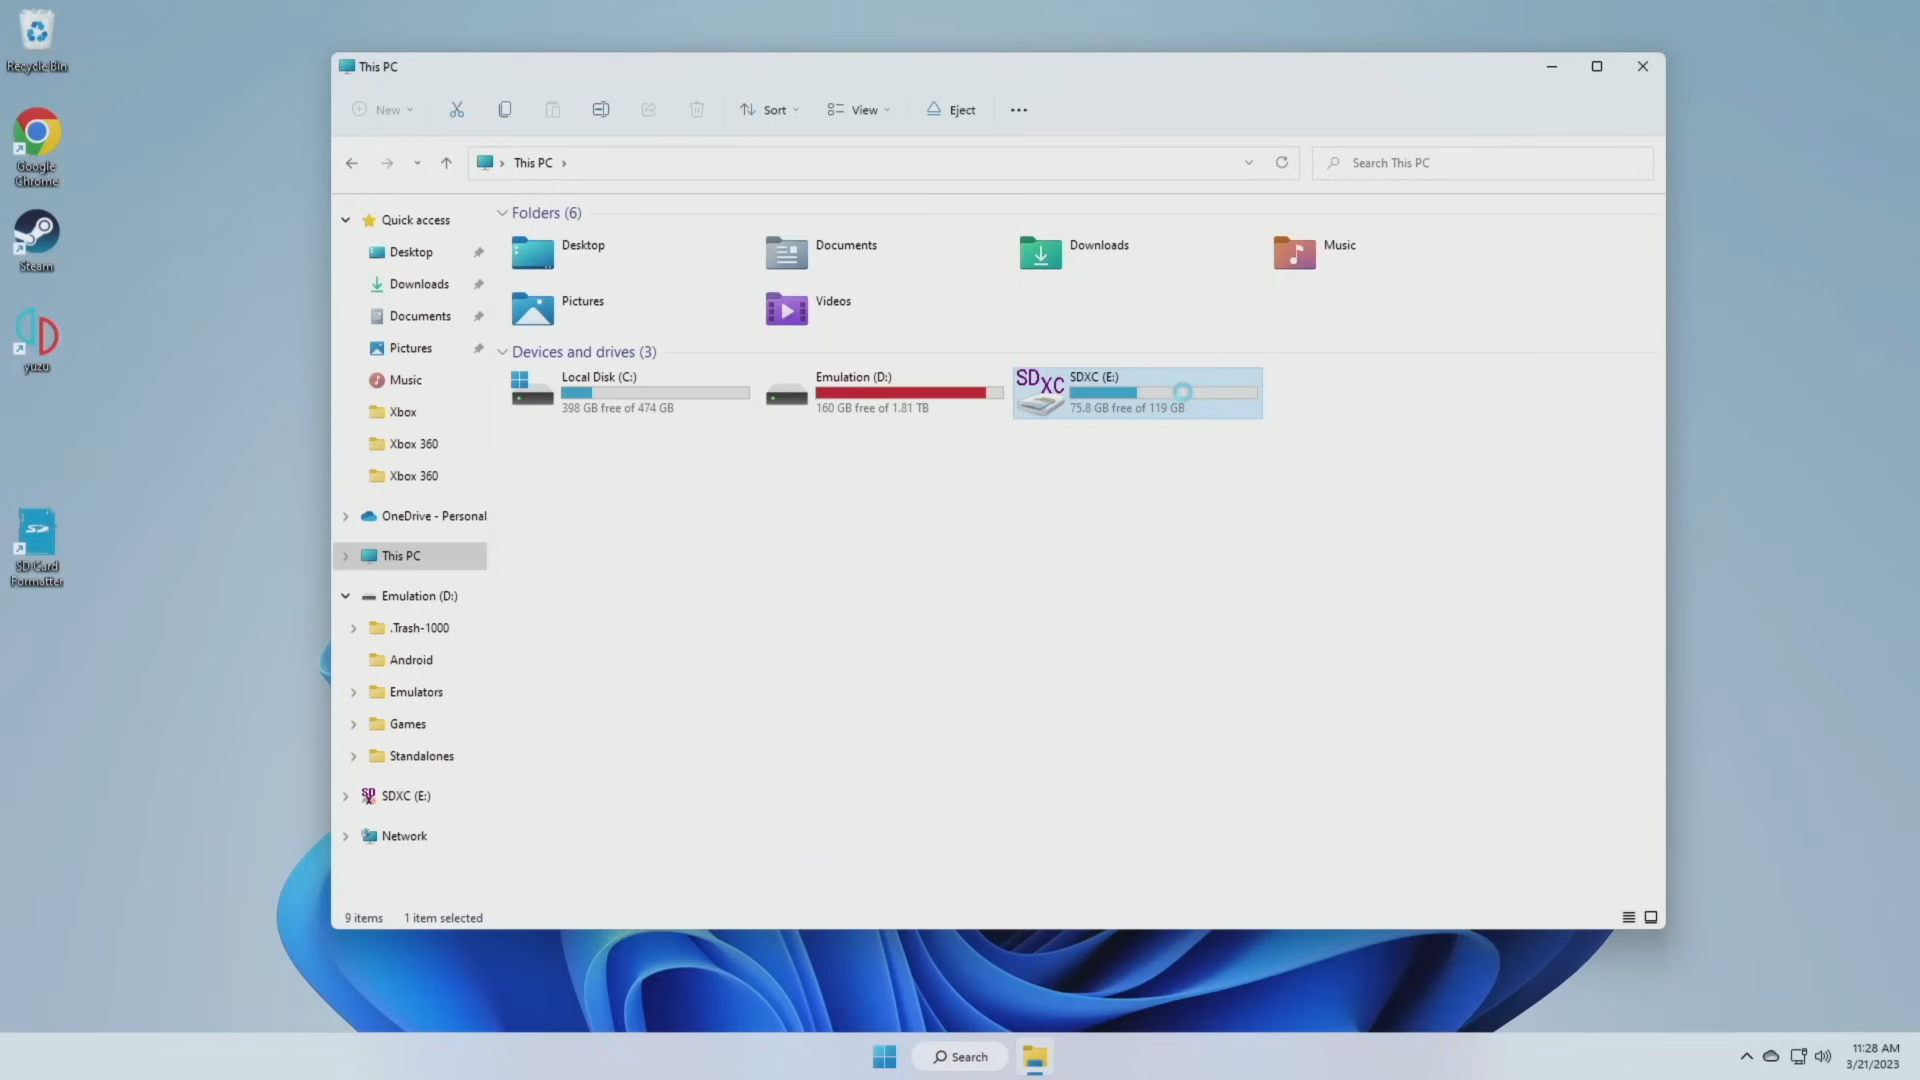 Recycle Bin
Google
Chrome
Steam
yuzu
SD Card
Formatter
This PC
New
Sort
View
Eject
This PC
Search This PC
Quick access
Desktop
Downloads
Documents
Pictures
Music
Xbox
Xbox 360
Xbox 360
OneDrive - Personal
This PC
Emulation (D:)
.Trash-1000
Android
Emulators
Games
Standalones
SDXC (E:)
Network
Folders (6)
Desktop
Documents
Downloads
Music
Pictures
Videos
Devices and drives (3)
Local Disk (C:)
398 GB free of 474 GB
Emulation (D:)
160 GB free of 1.81 TB
SDXC
SDXC (E:)
75.8 GB free of 119 GB
9 items
1 item selected
Search
11:28 AM
3/21/2023